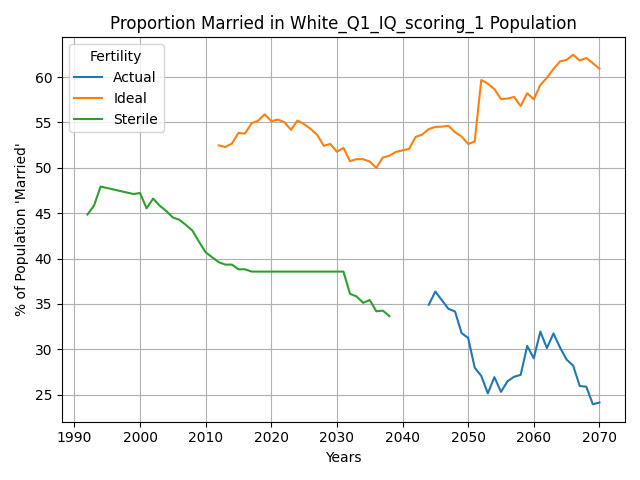 Proportion Married in White_Q1_IQ_scoring_1 Population
Fertility
Actual
Ideal
Sterile
% of Population 'Married'
60
55
50
45
40
35
30
25
1990
2000
2010
2020
2030
2040
2050
2060
2070
Years